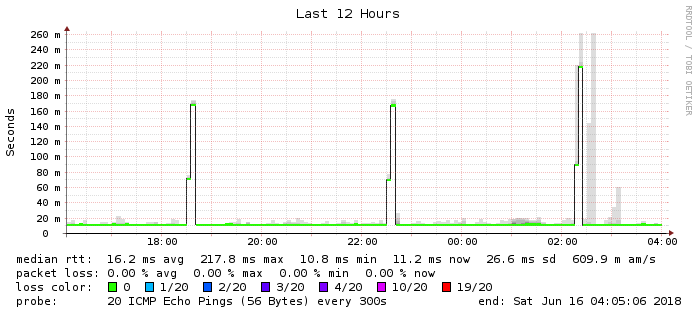 Last 12 Hours
RRDTOOL / TOBI OETIKER
Seconds
260 m
240 m
220 m
200 m
180 m
160 m
140 m
120 m
100 m
80 m
60 m
40 m
20 m
0
18:00 20:00 22:00 00:00 02:00 04:00
median rtt: 16.2 ms avg 217.8 ms max 10.8 ms min 11.2 ms now 26.6 ms sd 609.9 m am/s
packet loss: 0.00 % avg 0.00 % max 0.00 % min 0.00 % now
loss color: 0 1/20 2/20 3/20 4/20 10/20 19/20
probe: 20 ICMP Echo Pings (56 Bytes) every 300s end: Sat Jun 16 04:05:06 2018